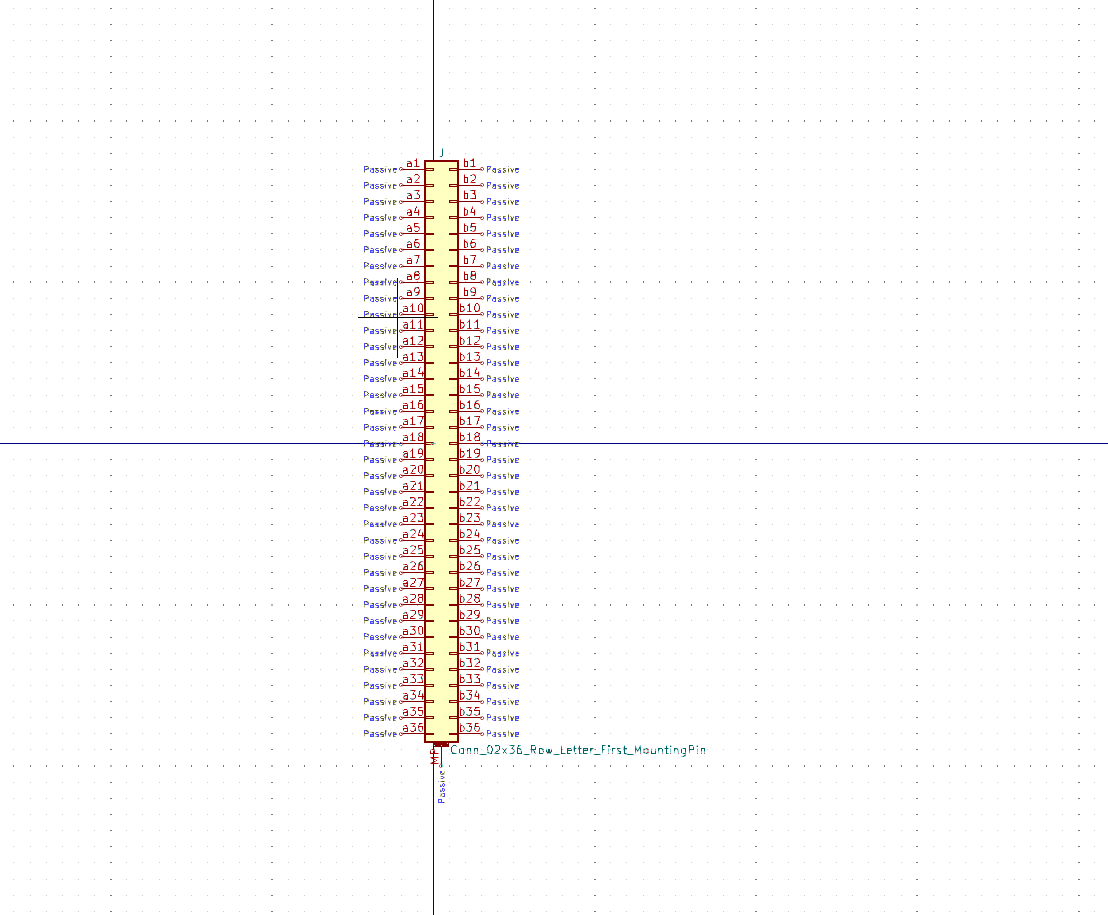 J
Passive a1 b1 Passive
Passive a2 b2 Passive
Passive a3 b3 Passive
Passive a4 b4 Passive
Passive a5 b5 Passive
Passive a6 b6 Passive
Passive a7 b7 Passive
Passive a8 b8 Passive
Passive a9 b9 Passive
Passive a10 b10 Passive
Passive a11 b11 Passive
Passive a12 b12 Passive
Passive a13 b13 Passive
Passive a14 b14 Passive
Passive a15 b15 Passive
Passive a16 b16 Passive
Passive a17 b17 Passive
Passive a18 b18 Passive
Passive a19 b19 Passive
Passive a20 b20 Passive
Passive a21 b21 Passive
Passive a22 b22 Passive
Passive a23 b23 Passive
Passive a24 b24 Passive
Passive a25 b25 Passive
Passive a26 b26 Passive
Passive a27 b27 Passive
Passive a28 b28 Passive
Passive a29 b29 Passive
Passive a30 b30 Passive
Passive a31 b31 Passive
Passive a32 b32 Passive
Passive a33 b33 Passive
Passive a34 b34 Passive
Passive a35 b35 Passive
Passive a36 b36 Passive
MP Conn_02x36_Row_Letter_First_MountingPin
Passive